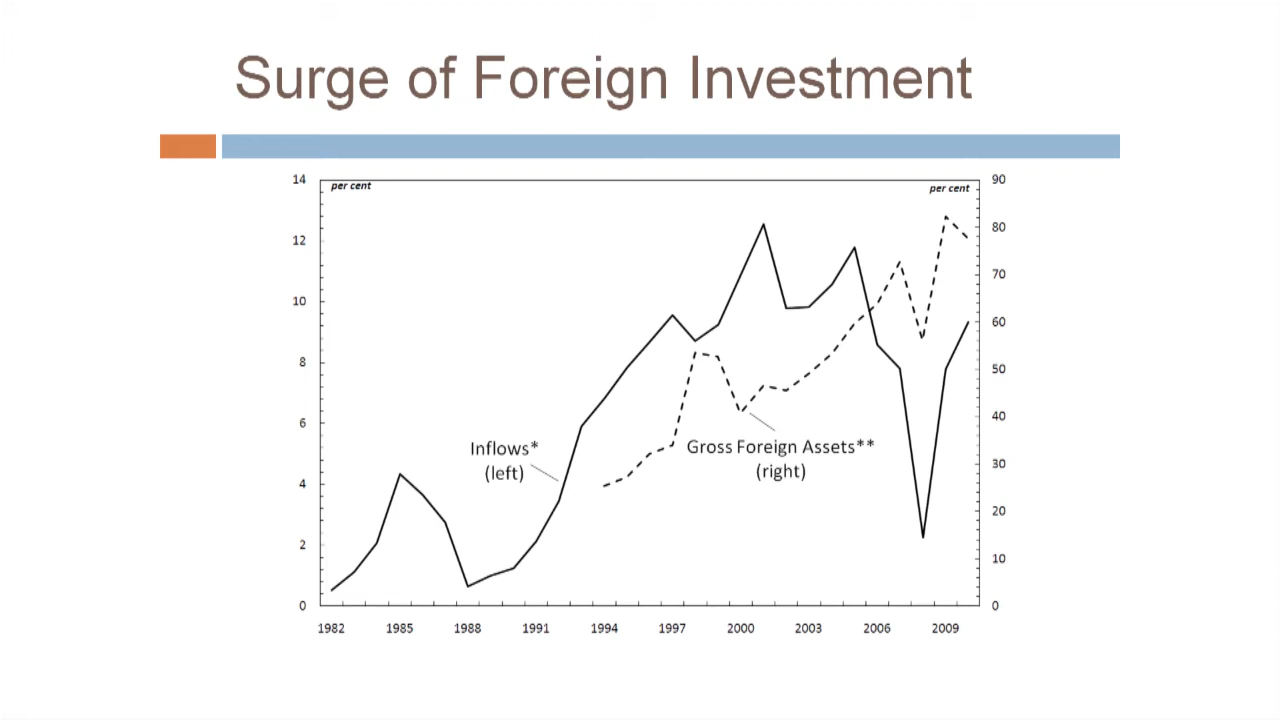 Surge of Foreign Investment
14
per cent
per cent
90
12
80
10
70
8
60
6
50
4
40
2
30
0
20
10
0
Inflows*
(left)
Gross Foreign Assets**
(right)
1982 1985 1988 1991 1994 1997 2000 2003 2006 2009